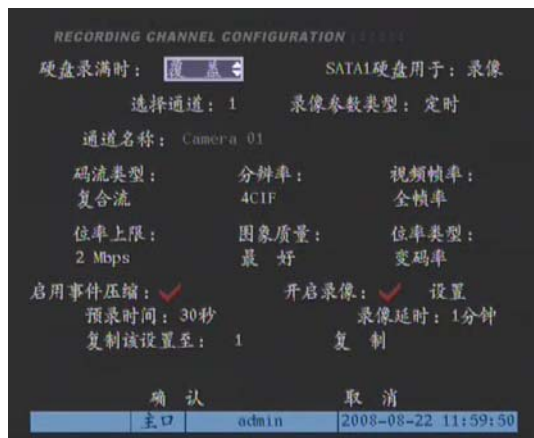 RECORDING CHANNEL CONFIGURATION
硬盘录满时： 覆 盖 SATA1硬盘用于：录像
选择通道：1 录像参数类型：定时
通道名称： Camera 01
码流类型： 分辨率： 视频帧率：
复合流 4CIF 全帧率
位率上限： 图象质量： 位率类型：
2 Mbps 最 好 变码率
启用事件压缩： 开启录像： 设置
预录时间：30秒 录像延时：1分钟
复制该设置至： 1 复 制
确 认 取 消
主口 admin 2008-08-22 11:59:50